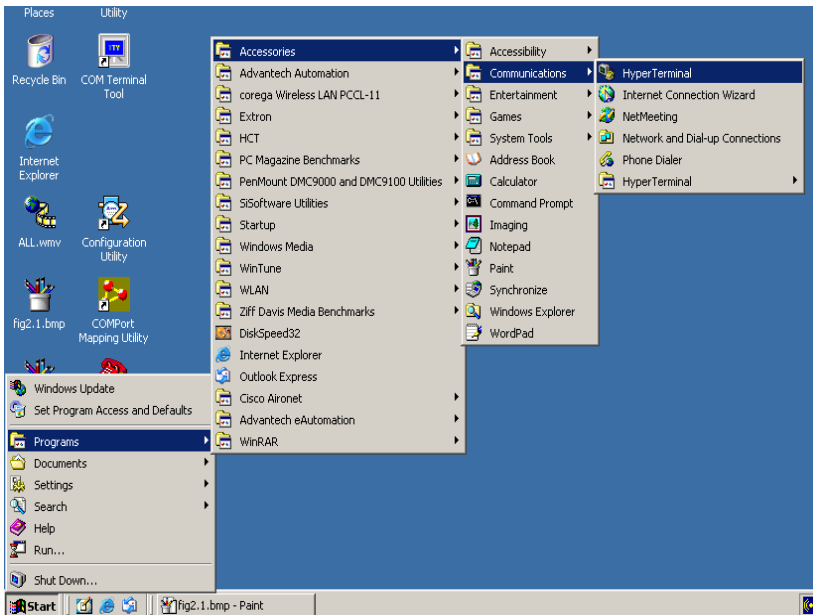 Places
Utility
Recycle Bin
COM Terminal
Tool
Internet
Explorer
ALL.wmv
Configuration
Utility
fig2.1.bmp
COMPort
Mapping Utility
Windows Update
Set Program Access and Defaults
Programs
Documents
Settings
Search
Help
Run...
Shut Down...
Accessories
Advantech Automation
corega Wireless LAN PCCL-11
Extron
HCT
PC Magazine Benchmarks
PenMount DMC9000 and DMC9100 Utilities
SiSoftware Utilities
Startup
Windows Media
WinTune
WLAN
Ziff Davis Media Benchmarks
DiskSpeed32
Internet Explorer
Outlook Express
Cisco Aironet
Advantech eAutomation
WinRAR
Accessibility
Communications
Entertainment
Games
System Tools
Address Book
Calculator
Command Prompt
Imaging
Notepad
Paint
Synchronize
Windows Explorer
WordPad
HyperTerminal
Internet Connection Wizard
NetMeeting
Network and Dial-up Connections
Phone Dialer
HyperTerminal
Start
fig2.1.bmp - Paint